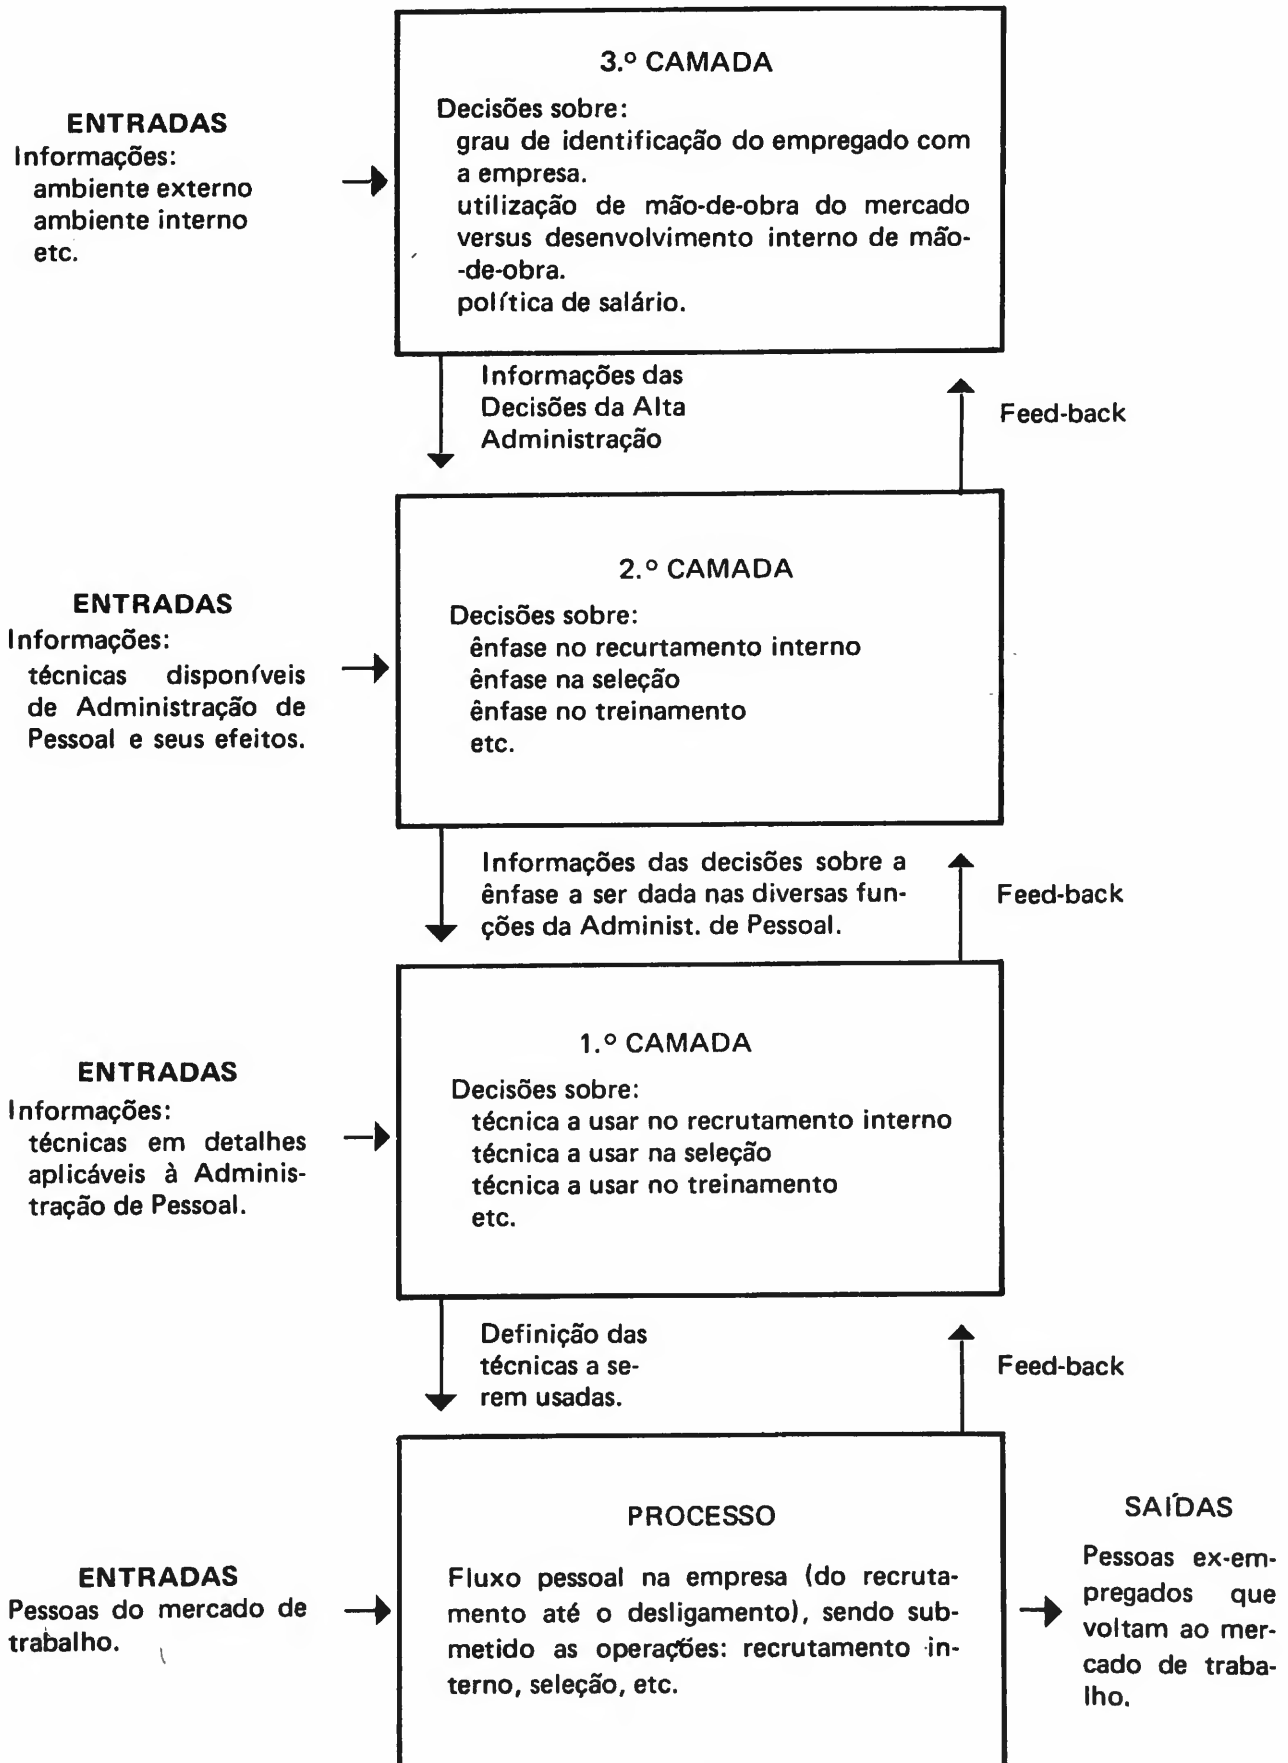 3.º CAMADA
ENTRADAS
Informações:
ambiente externo
ambiente interno
etc.
Decisões sobre:
grau de identificação do empregado com
a empresa.
utilização de mão-de-obra do mercado
versus desenvolvimento interno de mão-
-de-obra.
política de salário.
Informações das
Decisões da Alta
Administração
Feed-back
2.º CAMADA
ENTRADAS
Informações:
técnicas disponíveis
de Administração de
Pessoal e seus efeitos.
Decisões sobre:
ênfase no recurtamento interno
ênfase na seleção
ênfase no treinamento
etc.
Informações das decisões sobre a
ênfase a ser dada nas diversas fun-
ções da Administ. de Pessoal.
Feed-back
1.º CAMADA
ENTRADAS
Informações:
técnicas em detalhes
aplicáveis à Adminis-
tração de Pessoal.
Decisões sobre:
técnica a usar no recrutamento interno
técnica a usar na seleção
técnica a usar no treinamento
etc.
Definição das
técnicas a se-
rem usadas.
Feed-back
PROCESSO
ENTRADAS
Pessoas do mercado de
trabalho.
Fluxo pessoal na empresa (do recruta-
mento até o desligamento), sendo sub-
metido as operações: recrutamento in-
terno, seleção, etc.
SAÍDAS
Pessoas ex-em-
pregados que
voltam ao mer-
cado de traba-
lho.